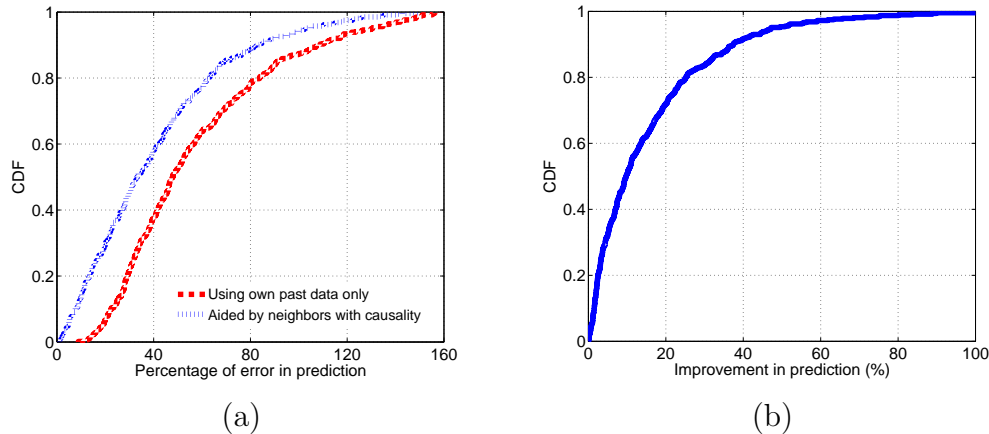 1
0.8
0.6
0.4
0.2
0
CDF
Using own past data only
Aided by neighbors with causality
0 40 80 120 160
Percentage of error in prediction
(a)
1
0.8
0.6
0.4
0.2
0
CDF
0 20 40 60 80 100
Improvement in prediction (%)
(b)